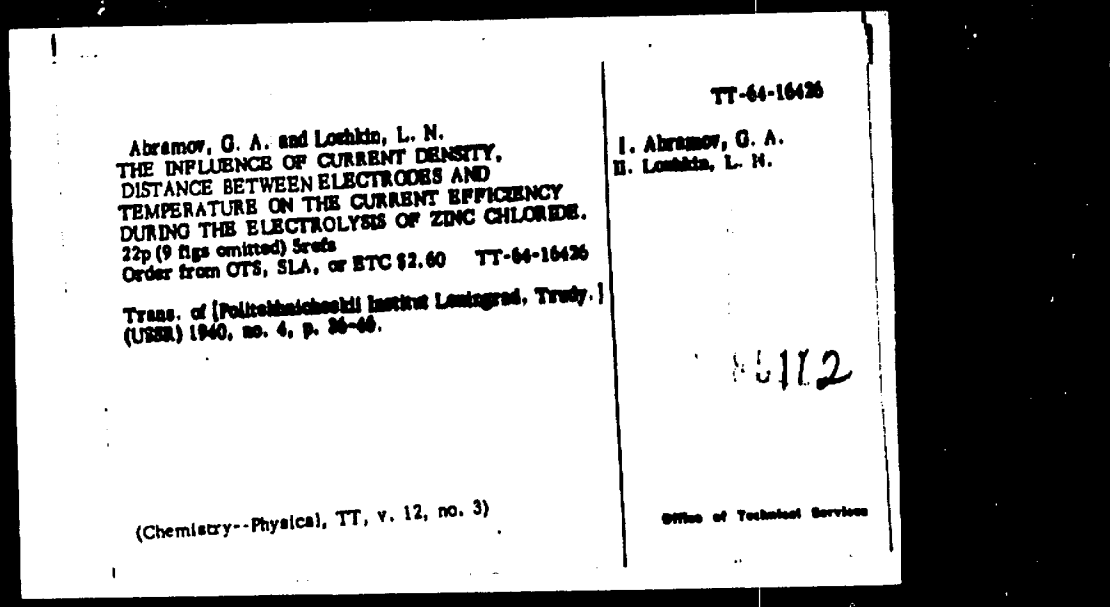 Abramov, G. A. and Loshkin, L. N.
THE INFLUENCE OF CURRENT DENSITY,
DISTANCE BETWEEN ELECTRODES AND
TEMPERATURE ON THE CURRENT EFFICIENCY
DURING THE ELECTROLYSIS OF ZINC CHLORIDE.
22p (9 figs omitted) 5refs
Order from OTS, SLA, or ETC $2.60 TT-64-16426
Trans. of [Politekhnicheskii Institut Leningrad. Trudy.]
(USSR) 1940, no. 4, p. 36-46.
(Chemistry--Physical, TT, v. 12, no. 3)
TT-64-16426
I. Abramov, G. A.
II. Loshkin, L. N.
Office of Technical Services